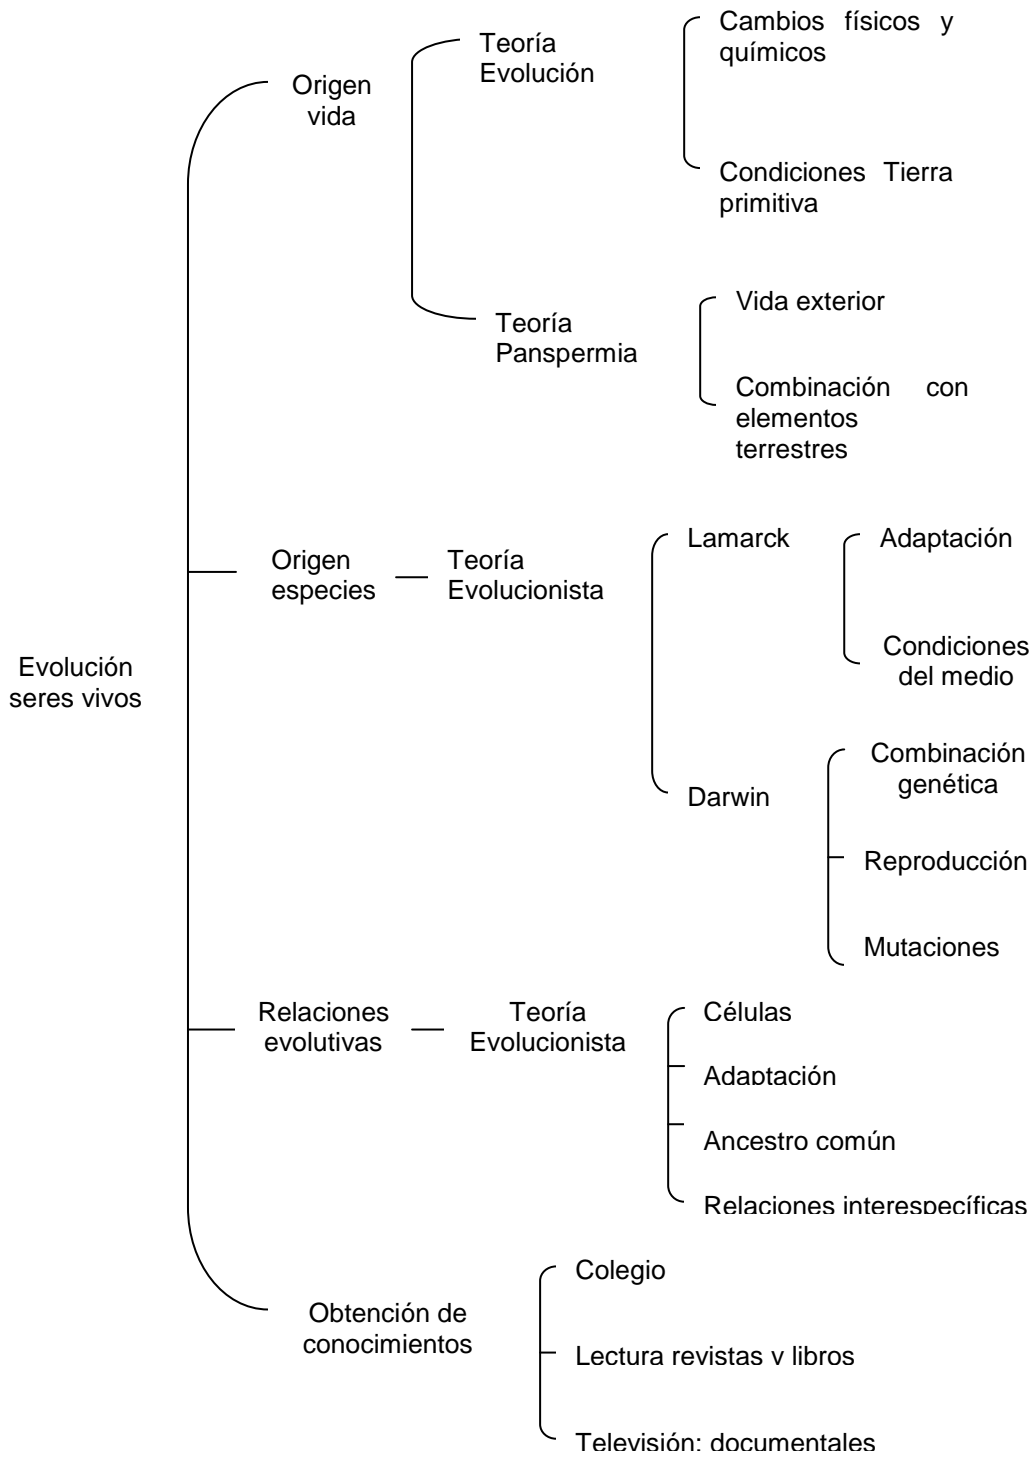 Evolución
seres vivos
Origen
vida
Teoría
Evolución
Cambios físicos y
químicos
Condiciones Tierra
primitiva
Teoría
Panspermia
Vida exterior
Combinación con
elementos
terrestres
Origen
especies
Teoría
Evolucionista
Lamarck
Adaptación
Condiciones
del medio
Darwin
Combinación
genética
Reproducción
Mutaciones
Relaciones
evolutivas
Teoría
Evolucionista
Células
Adaptación
Ancestro común
Relaciones interespecíficas
Obtención de
conocimientos
Colegio
Lectura revistas y libros
Televisión: documentales